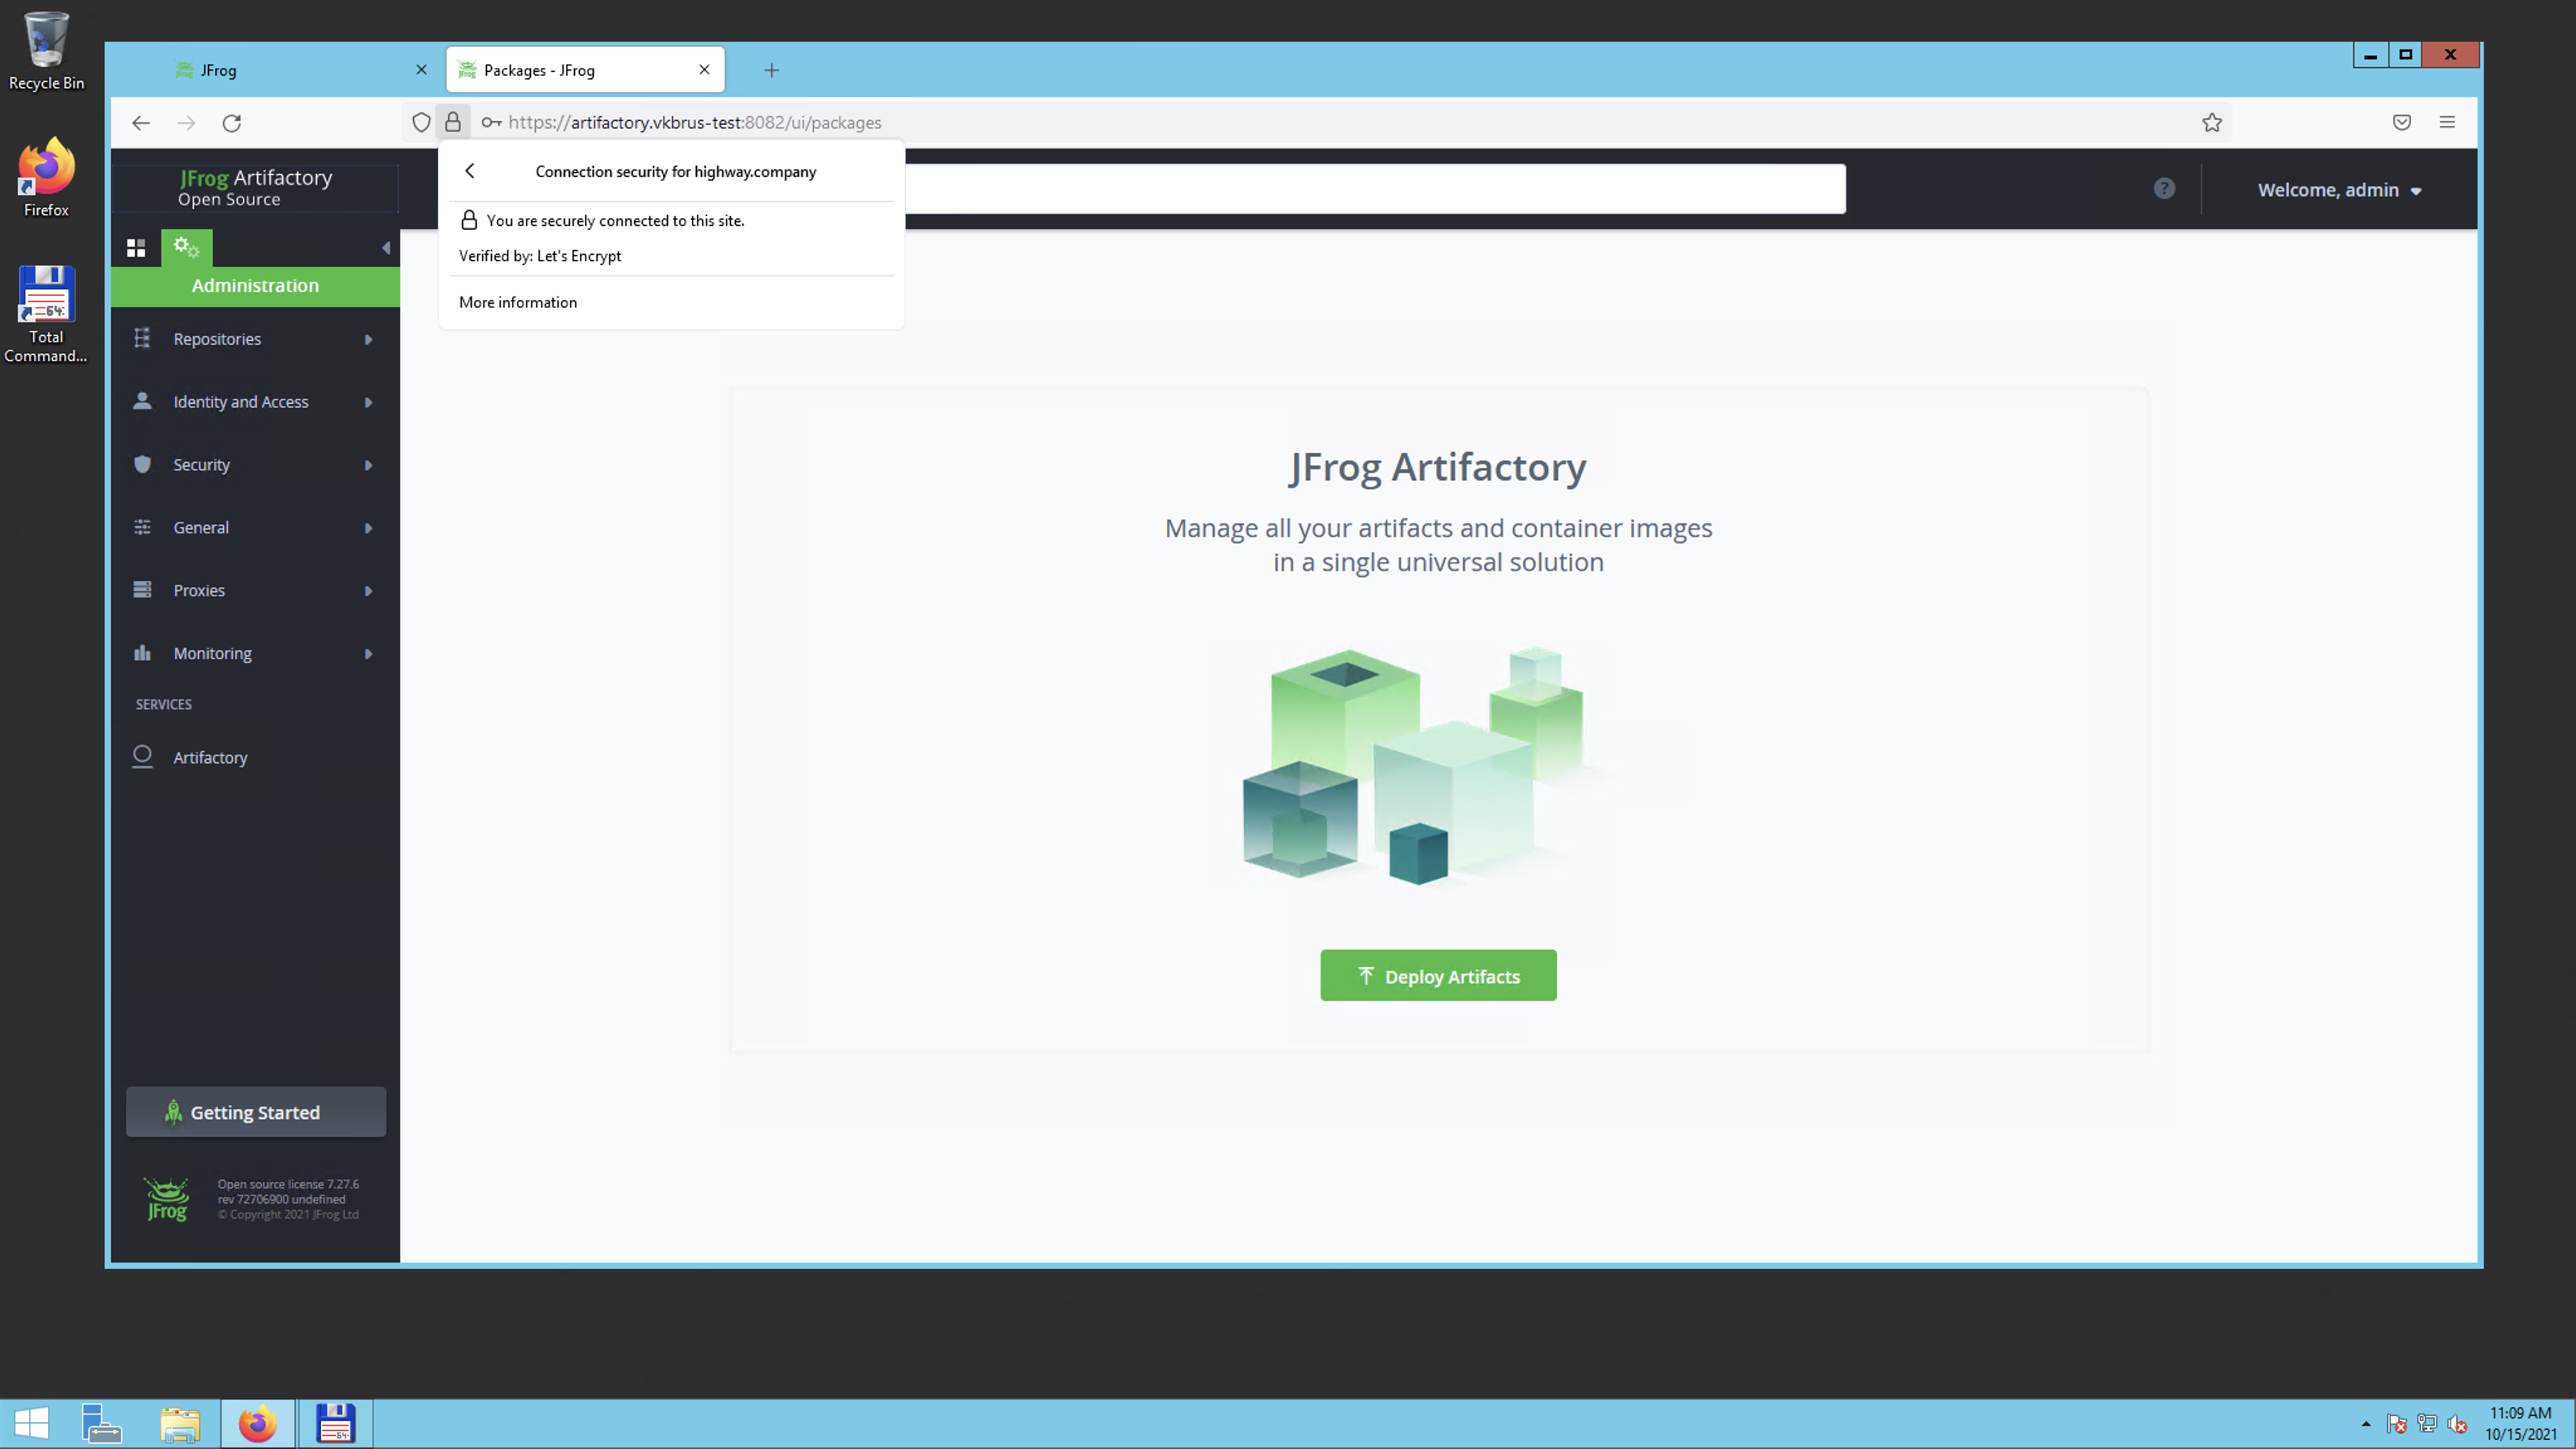 Recycle Bin
Firefox
Total
Command...
64
JFrog
Packages - JFrog
https://artifactory.vkbrus-test:8082/ui/packages
Connection security for highway.company
You are securely connected to this site.
Verified by: Let's Encrypt
More information
JFrog Artifactory
Open Source
Welcome, admin
?
Administration
Repositories
Identity and Access
Security
General
Proxies
Monitoring
SERVICES
Artifactory
JFrog Artifactory
Manage all your artifacts and container images
in a single universal solution
Deploy Artifacts
Getting Started
JFrog
Open source license 7.27.6
rev 72706900 undefined
© Copyright 2021 JFrog Ltd
64
11:09 AM
10/15/2021